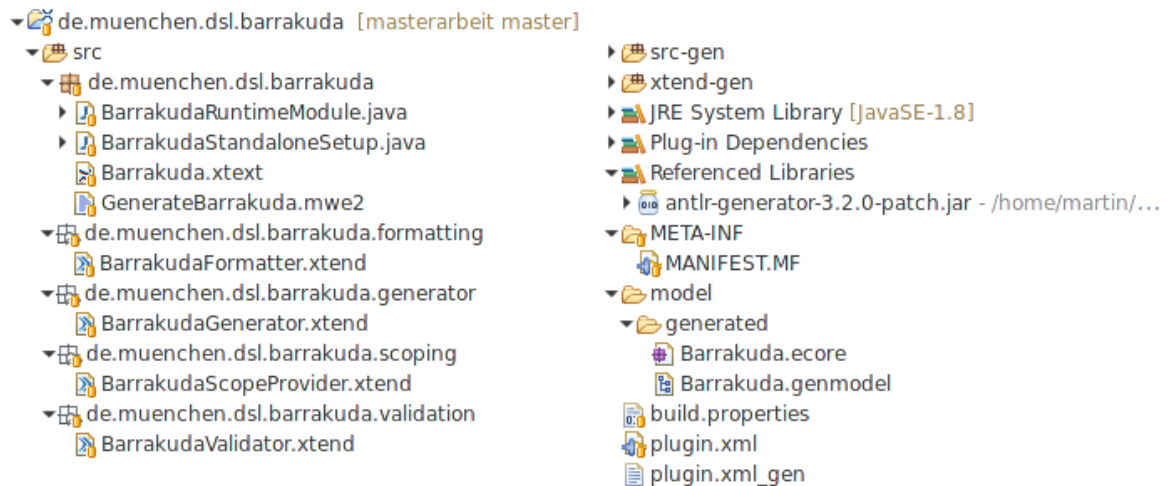 de.muenchen.dsl.barrakuda [masterarbeit master]
src
de.muenchen.dsl.barrakuda
BarrakudaRuntimeModule.java
BarrakudaStandaloneSetup.java
Barrakuda.xtext
GenerateBarrakuda.mwe2
de.muenchen.dsl.barrakuda.formatting
BarrakudaFormatter.xtend
de.muenchen.dsl.barrakuda.generator
BarrakudaGenerator.xtend
de.muenchen.dsl.barrakuda.scoping
BarrakudaScopeProvider.xtend
de.muenchen.dsl.barrakuda.validation
BarrakudaValidator.xtend
src-gen
xtend-gen
JRE System Library [JavaSE-1.8]
Plug-in Dependencies
Referenced Libraries
antlr-generator-3.2.0-patch.jar - /home/martin/...
META-INF
MANIFEST.MF
model
generated
Barrakuda.ecore
Barrakuda.genmodel
build.properties
plugin.xml
plugin.xml_gen